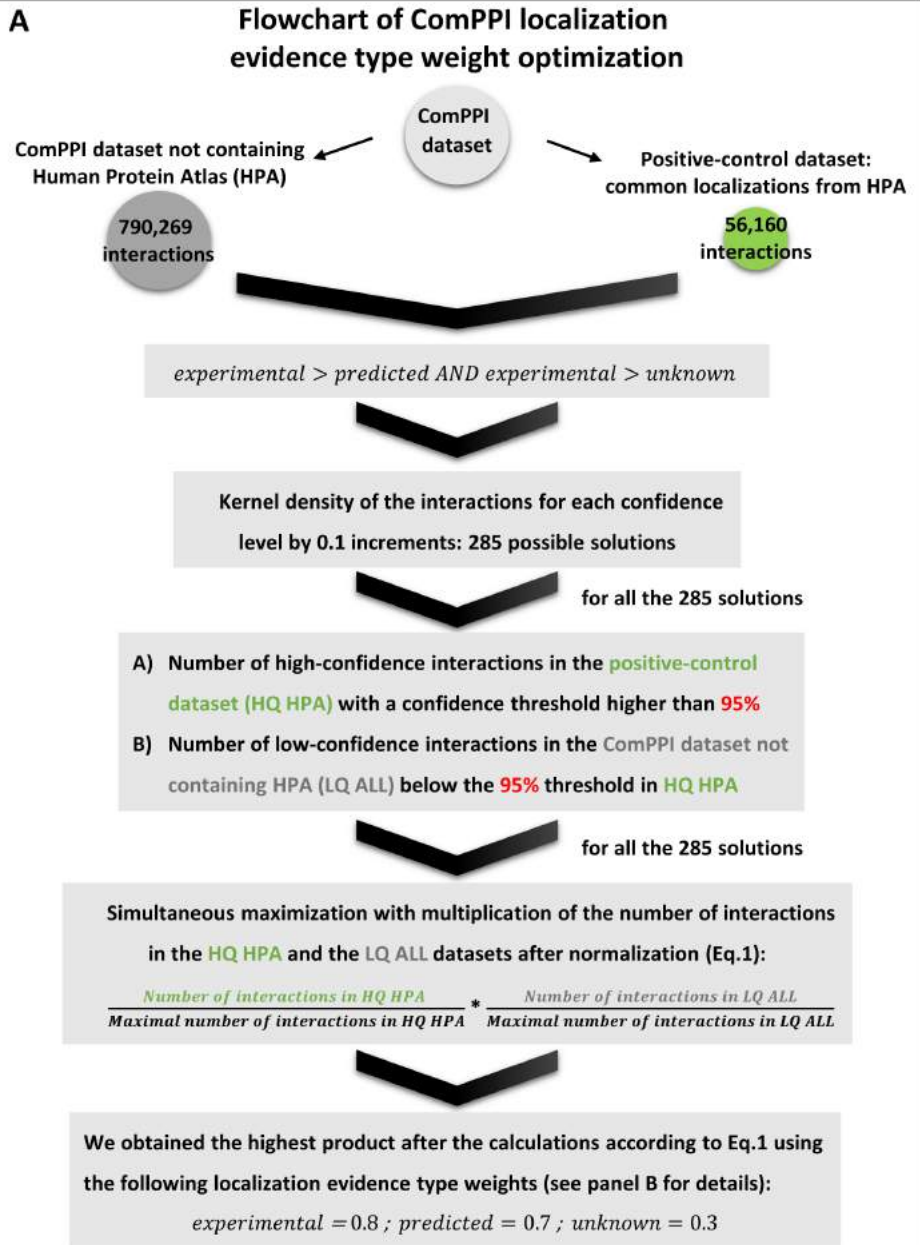 A
Flowchart of ComPPI localization
evidence type weight optimization
ComPPI
dataset
ComPPI dataset not containing
Human Protein Atlas (HPA)
Positive-control dataset:
common localizations from HPA
790,269
interactions
56,160
interactions
experimental > predicted AND experimental > unknown
Kernel density of the interactions for each confidence
level by 0.1 increments: 285 possible solutions
for all the 285 solutions
A) Number of high-confidence interactions in the positive-control
dataset (HQ HPA) with a confidence threshold higher than 95%
B) Number of low-confidence interactions in the ComPPI dataset not
containing HPA (LQ ALL) below the 95% threshold in HQ HPA
for all the 285 solutions
Simultaneous maximization with multiplication of the number of interactions
in the HQ HPA and the LQ ALL datasets after normalization (Eq.1):
Number of interactions in HQ HPA
Maximal number of interactions in HQ HPA
*
Number of interactions in LQ ALL
Maximal number of interactions in LQ ALL
We obtained the highest product after the calculations according to Eq.1 using
the following localization evidence type weights (see panel B for details):
experimental = 0.8 ; predicted = 0.7 ; unknown = 0.3